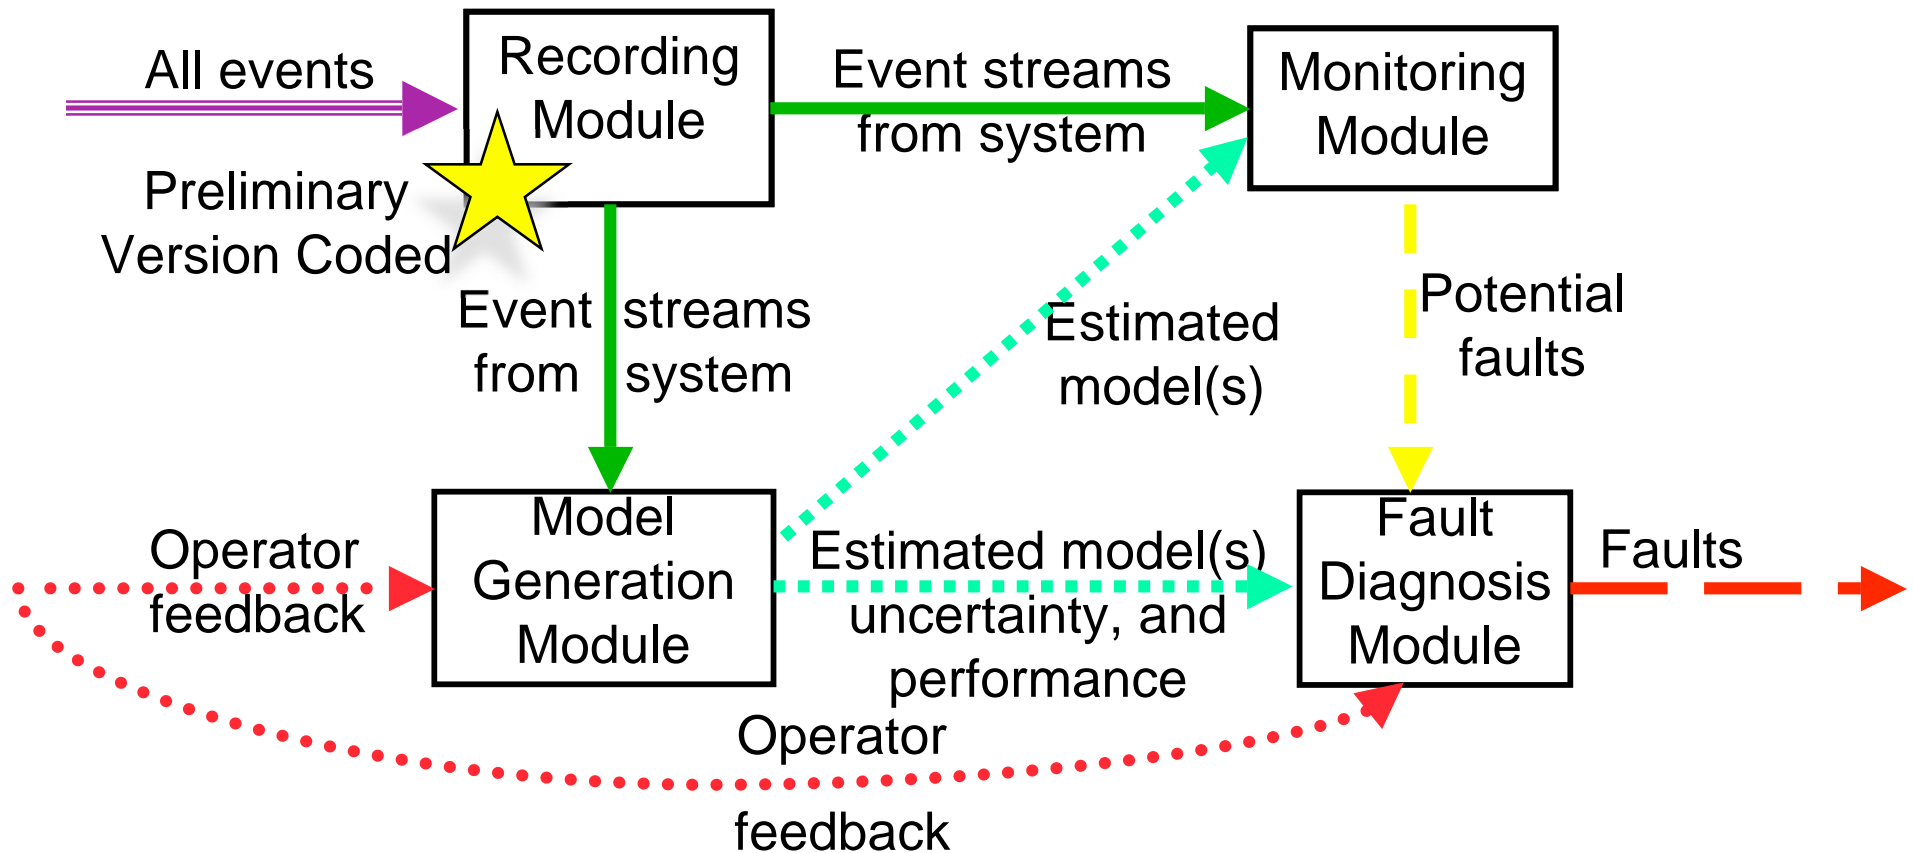 All events
Recording
Module
Event streams
from system
Monitoring
Module
Preliminary
Version Coded
Event streams
from system
Estimated
model(s)
Potential
faults
Operator
feedback
Model
Generation
Module
Estimated model(s)
uncertainty, and
performance
Fault
Diagnosis
Module
Faults
Operator
feedback